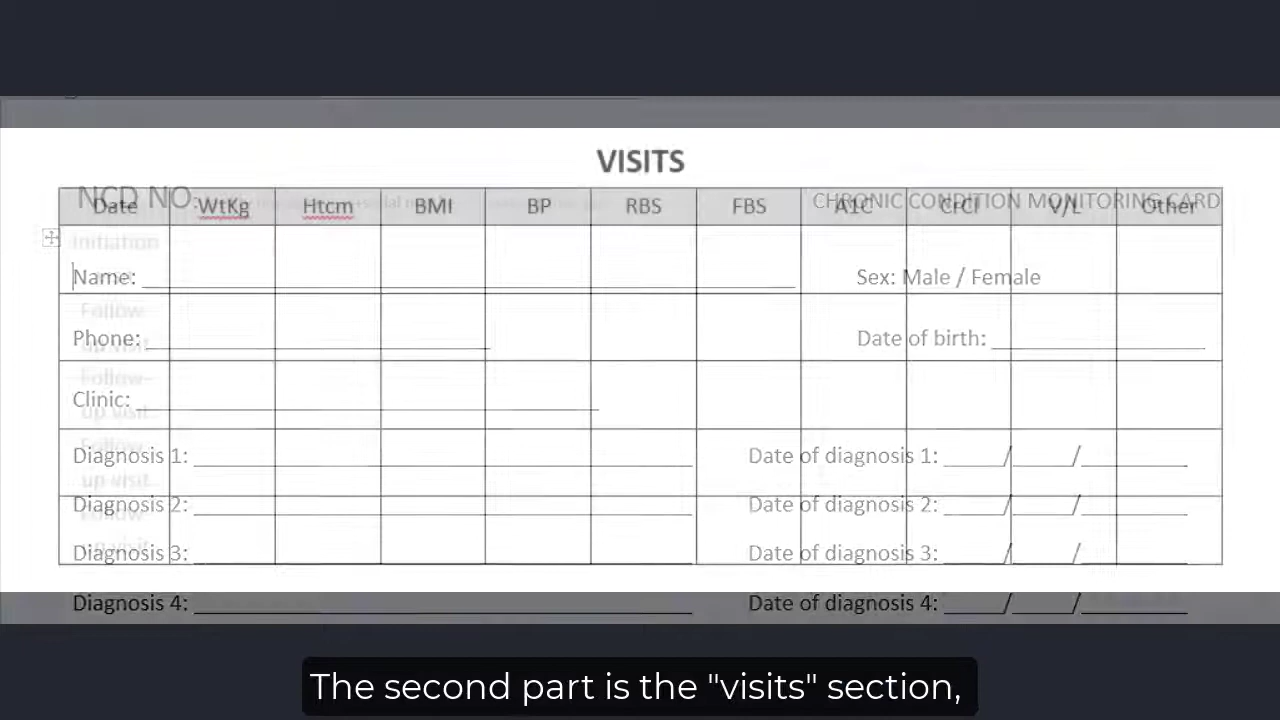 VISITS
NCD NO: CHRONIC CONDITION MONITORING CARD
Date WtKg Htcm BMI BP RBS FBS A1C CrCl V/L Other
Initiation
Name: Sex: Male / Female
Follow-
Phone: Date of birth:
up visit
Follow-
Clinic:
up visit
Follow-
Diagnosis 1: Date of diagnosis 1: / /
up visit
Diagnosis 2: Date of diagnosis 2: / /
Follow-
Diagnosis 3: Date of diagnosis 3: / /
up visit
Diagnosis 4: Date of diagnosis 4: / /
The second part is the "visits" section,